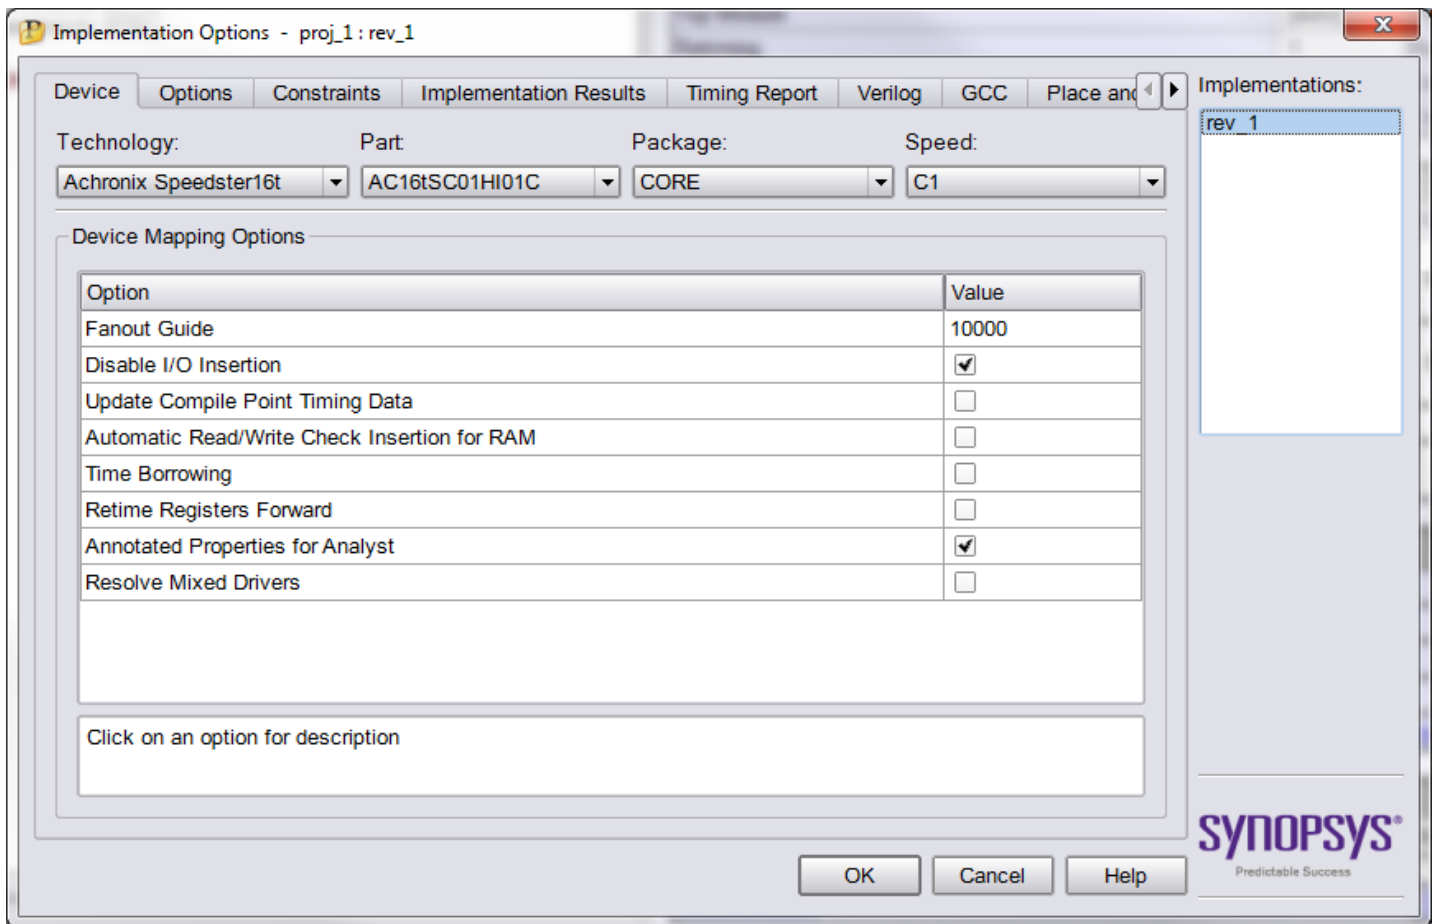 Implementation Options - proj_1 : rev_1
Device Options Constraints Implementation Results Timing Report Verilog GCC Place and
Implementations:
rev_1
Technology: Part: Package: Speed:
Achronix Speedster16t AC16tSC01HI01C CORE C1
Device Mapping Options
Option Value
Fanout Guide 10000
Disable I/O Insertion
Update Compile Point Timing Data
Automatic Read/Write Check Insertion for RAM
Time Borrowing
Retime Registers Forward
Annotated Properties for Analyst
Resolve Mixed Drivers
Click on an option for description
SYNOPSYS®
Predictable Success
OK Cancel Help